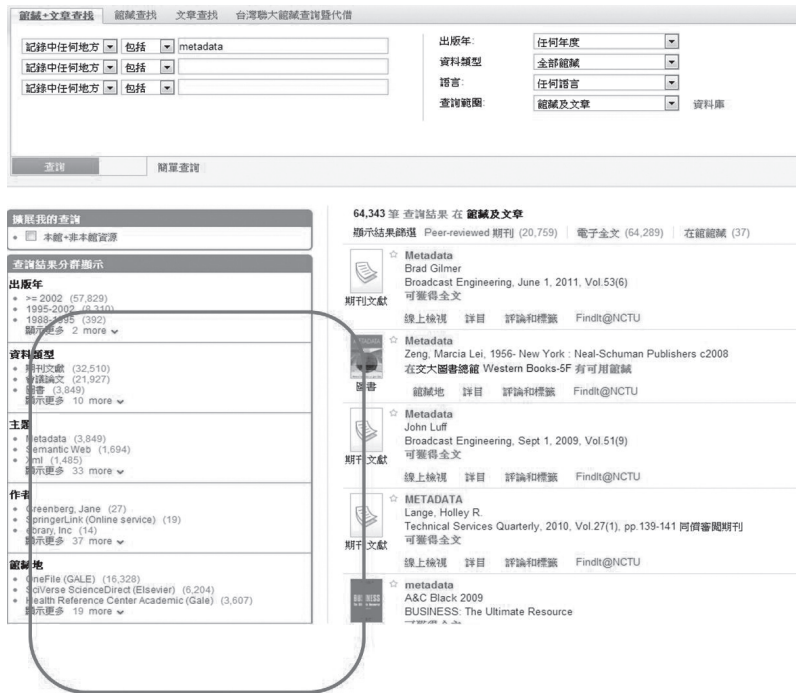 館藏+文章查找 館藏查找 文章查找 台灣聯大館藏查詢暨代借
記錄中任何地方 包括 metadata
記錄中任何地方 包括
記錄中任何地方 包括
出版年: 任何年度
資料類型 全部館藏
語言: 任何語言
查詢範圍: 館藏及文章 資料庫
查詢 簡單查詢
擴展我的查詢
本館+非本館資源
查詢結果分群顯示
出版年
>= 2002 (57,829)
1995-2002 (8,310)
1988-1995 (392)
顯示更多 2 more
資料類型
期刊文獻 (32,510)
會議論文 (21,927)
圖書 (3,849)
顯示更多 10 more
主題
Metadata (3,849)
Semantic Web (1,694)
Xml (1,485)
顯示更多 33 more
作者
Greenberg, Jane (27)
SpringerLink (Online service) (19)
ebrary, Inc (14)
顯示更多 37 more
館藏地
OneFile (GALE) (16,328)
SciVerse ScienceDirect (Elsevier) (6,204)
Health Reference Center Academic (Gale) (3,607)
顯示更多 19 more
64,343 筆 查詢結果 在 館藏及文章
顯示結果篩選 Peer-reviewed 期刊 (20,759) 電子全文 (64,289) 在館館藏 (37)
Metadata
Brad Gilmer
Broadcast Engineering, June 1, 2011, Vol.53(6)
期刊文獻 可獲得全文
線上檢視 詳目 評論和標籤 FindIt@NCTU
Metadata
Zeng, Marcia Lei, 1956- New York : Neal-Schuman Publishers c2008
在交大圖書總館 Western Books-5F 有可用館藏
圖書 館藏地 詳目 評論和標籤 FindIt@NCTU
Metadata
John Luff
Broadcast Engineering, Sept 1, 2009, Vol.51(9)
期刊文獻 可獲得全文
線上檢視 詳目 評論和標籤 FindIt@NCTU
METADATA
Lange, Holley R.
Technical Services Quarterly, 2010, Vol.27(1), pp.139-141 同儕審閱期刊
期刊文獻 可獲得全文
線上檢視 詳目 評論和標籤 FindIt@NCTU
metadata
A&C Black 2009
BUSINESS: The Ultimate Resource